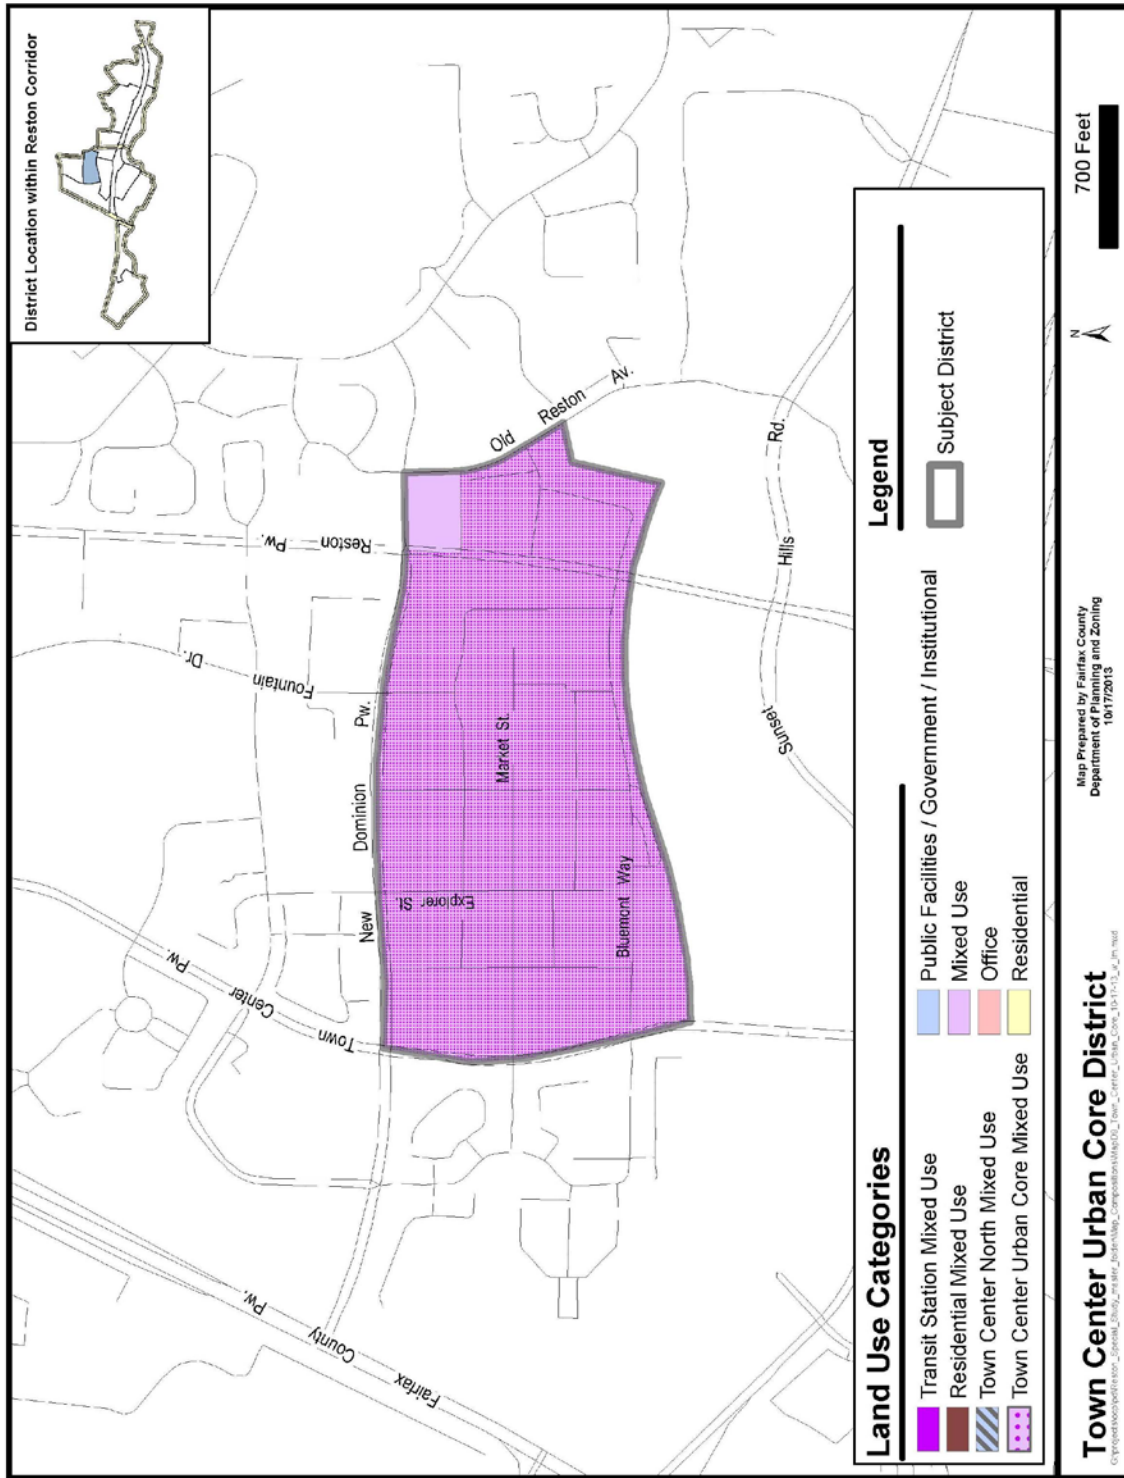 District Location within Reston Corridor
Fairfax
County
Pw.
Town
Center
Pw.
New
Dominion
Pw.
Fountain
Dr.
Reston
Pw.
Explorer St.
Market St.
Bluemont Way
Old
Reston
Av.
Sunset
Hills
Rd.
Land Use Categories
Transit Station Mixed Use
Residential Mixed Use
Town Center North Mixed Use
Town Center Urban Core Mixed Use
Public Facilities / Government / Institutional
Mixed Use
Office
Residential
Legend
Subject District
Town Center Urban Core District
Map Prepared by Fairfax County
Department of Planning and Zoning
10/17/2013
N
700 Feet